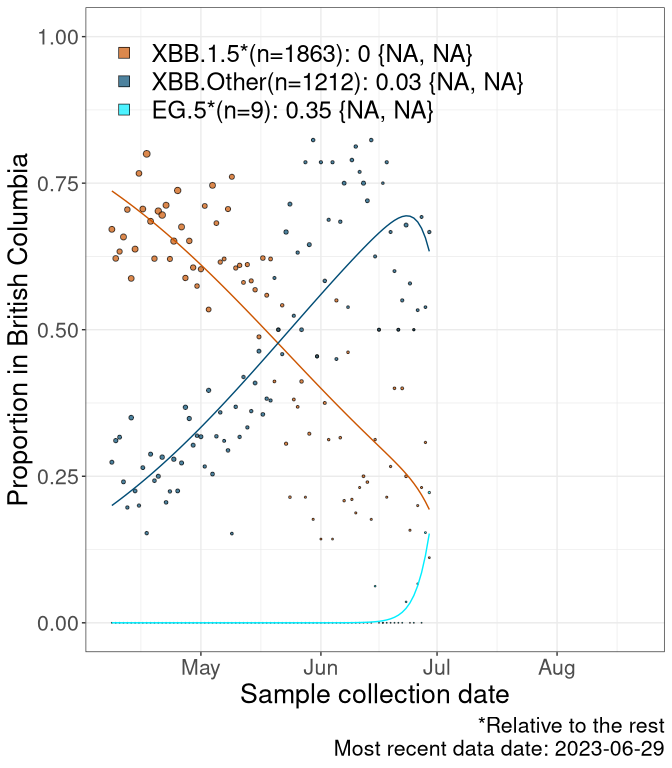 XBB.1.5*(n=1863): 0 {NA, NA}
XBB.Other(n=1212): 0.03 {NA, NA}
EG.5*(n=9): 0.35 {NA, NA}
Proportion in British Columbia
1.00
0.75
0.50
0.25
0.00
May Jun Jul Aug
Sample collection date
*Relative to the rest
Most recent data date: 2023-06-29